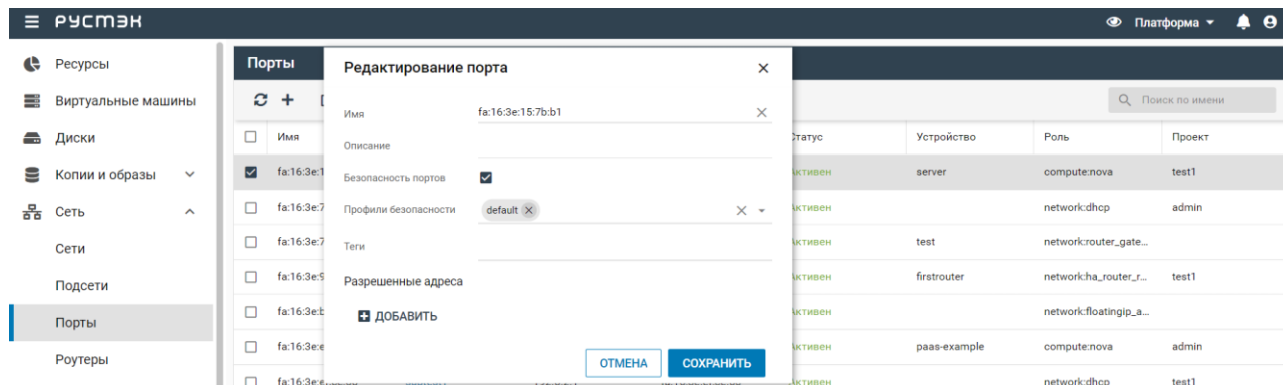 РУСТЭК
Платформа
Ресурсы
Виртуальные машины
Диски
Копии и образы
Сеть
Сети
Подсети
Порты
Роутеры
Порты
Поиск по имени
Имя Статус Устройство Роль Проект
fa:16:3e:1 Активен server compute:nova test1
fa:16:3e:7 Активен network:dhcp admin
fa:16:3e:7 Активен test network:router_gate...
fa:16:3e:9 Активен firstrouter network:ha_router_r... test1
fa:16:3e:b Активен network:floatingip_a...
fa:16:3e:e Активен paas-example compute:nova admin
Активен network:dhcp test1
Редактирование порта
Имя fa:16:3e:15:7b:b1
Описание
Безопасность портов
Профили безопасности default
Теги
Разрешенные адреса
ДОБАВИТЬ
ОТМЕНА СОХРАНИТЬ